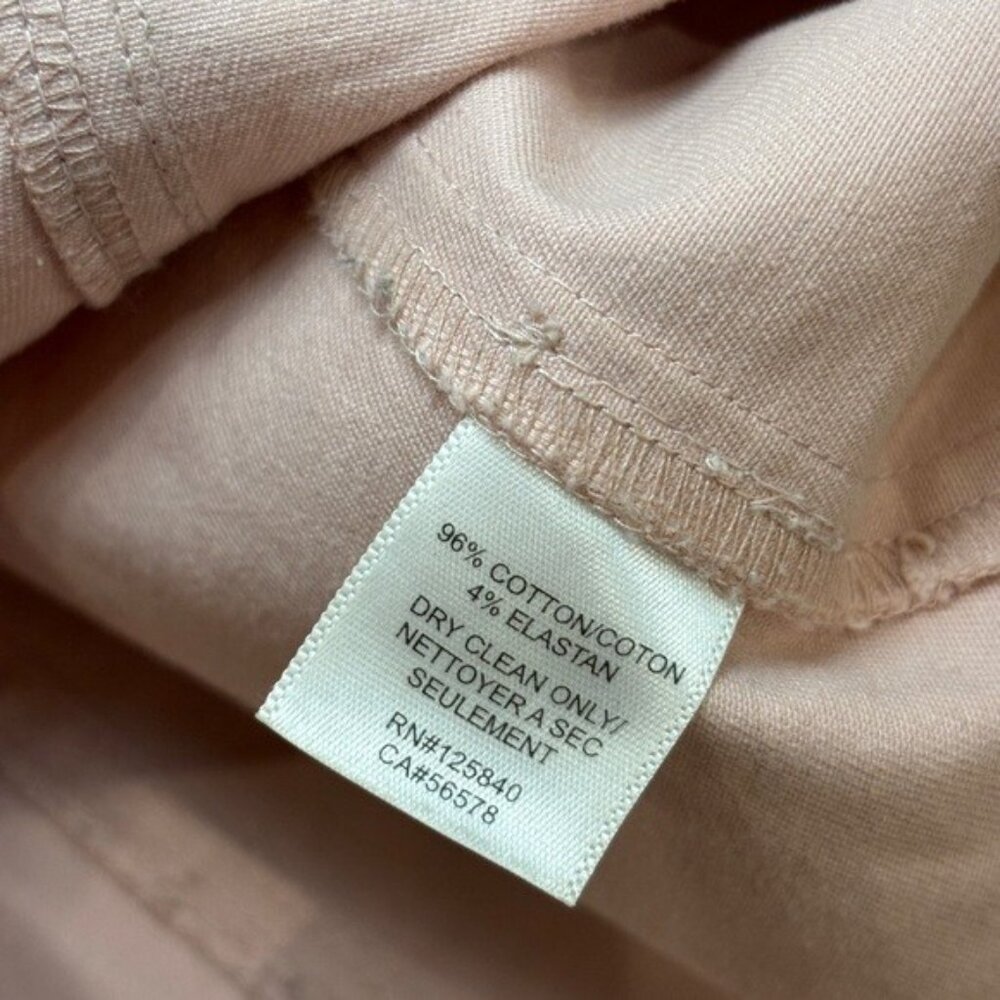 96% COTTON/COTON
4% ELASTAN
DRY CLEAN ONLY/
NETTOYER A SEC
SEULEMENT
RN#125840
CA#56578